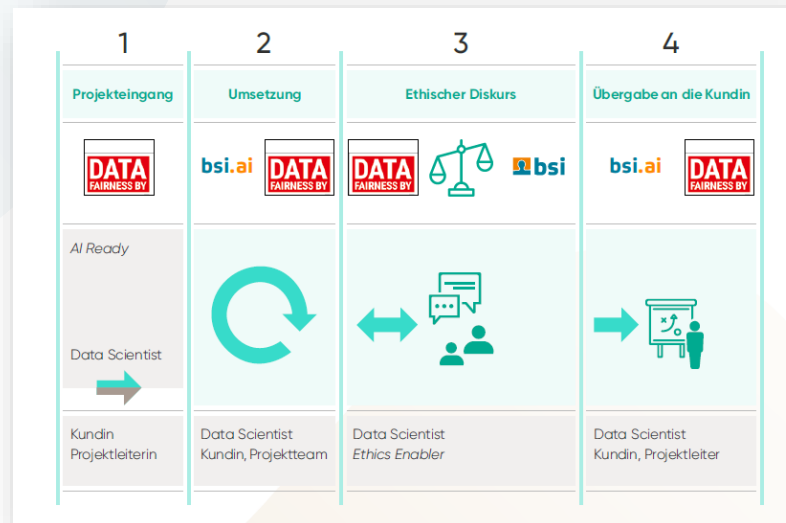 1
2
3
4
Projekteingang
Umsetzung
Ethischer Diskurs
Übergabe an die Kundin
DATA
FAIRNESS BY
bsi.ai
DATA
FAIRNESS BY
DATA
FAIRNESS BY
bsi
bsi.ai
DATA
FAIRNESS BY
AI Ready
Data Scientist
Kundin
Projektleiterin
Data Scientist
Kundin, Projektteam
Data Scientist
Ethics Enabler
Data Scientist
Kundin, Projektleiter